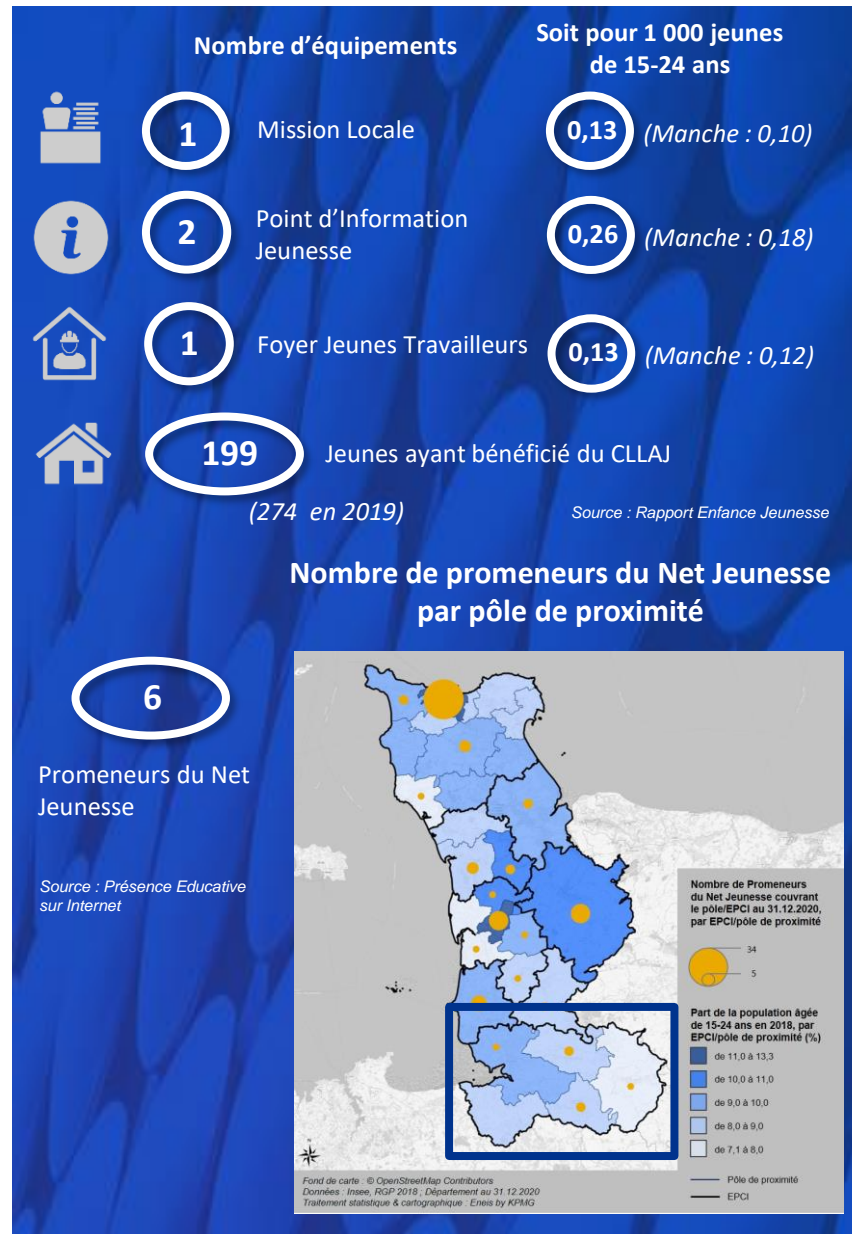 Nombre d'équipements
Soit pour 1 000 jeunes
de 15-24 ans
1
Mission Locale
0,13
(Manche : 0,10)
i
2
Point d'Information
Jeunesse
0,26
(Manche : 0,18)
1
Foyer Jeunes Travailleurs
0,13
(Manche : 0,12)
199
Jeunes ayant bénéficié du CLLAJ
(274 en 2019)
Source : Rapport Enfance Jeunesse
Nombre de promeneurs du Net Jeunesse
par pôle de proximité
6
Promeneurs du Net
Jeunesse
Source : Présence Educative
sur Internet
Nombre de Promeneurs
du Net Jeunesse couvrant
le pôle/EPCI au 31.12.2020,
par EPCI/pôle de proximité
34
5
Part de la population âgée
de 15-24 ans en 2018, par
EPCI/pôle de proximité (%)
de 11,0 à 13,3
de 10,0 à 11,0
de 9,0 à 10,0
de 8,0 à 9,0
de 7,1 à 8,0
Pôle de proximité
EPCI
Fond de carte : © OpenStreetMap Contributors
Données : Insee, RGP 2018 ; Département au 31.12.2020
Traitement statistique & cartographique : Eneis by KPMG